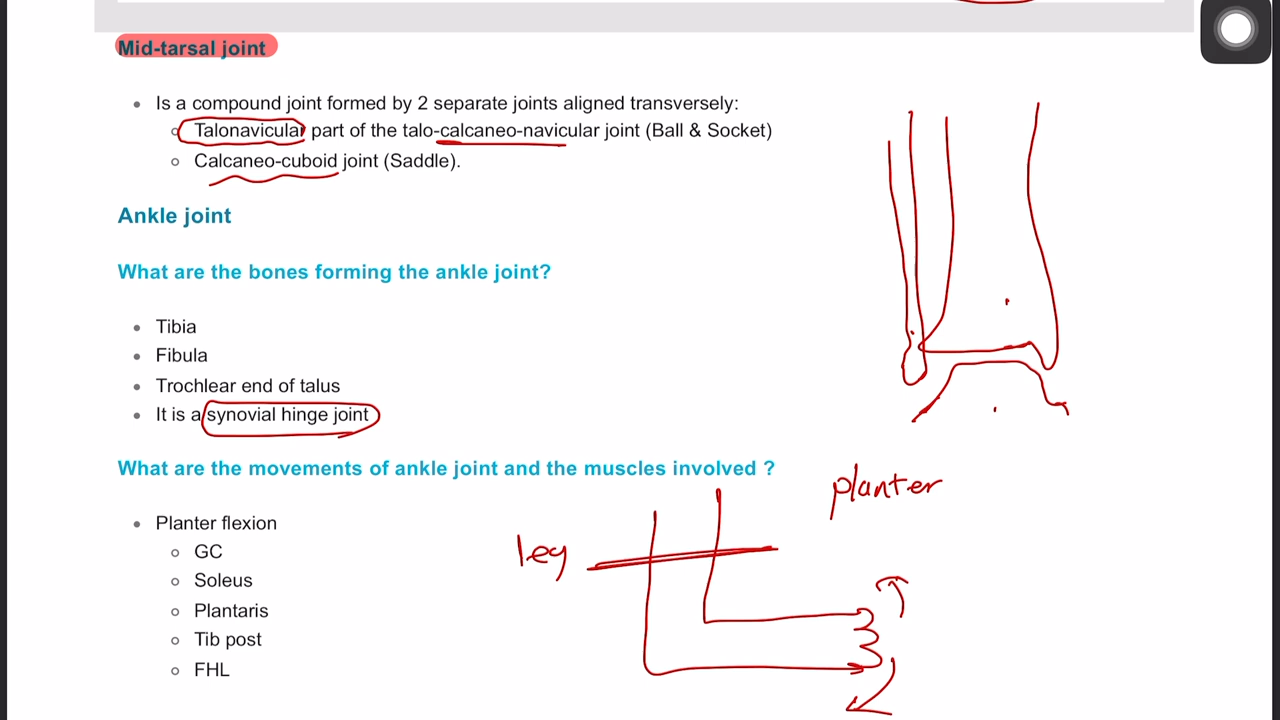 Mid-tarsal joint
• Is a compound joint formed by 2 separate joints aligned transversely:
○ Talonavicular part of the talo-calcaneo-navicular joint (Ball & Socket)
○ Calcaneo-cuboid joint (Saddle).
Ankle joint
What are the bones forming the ankle joint?
• Tibia
• Fibula
• Trochlear end of talus
• It is a synovial hinge joint
What are the movements of ankle joint and the muscles involved ?
planter
• Planter flexion
leg
○ GC
○ Soleus
○ Plantaris
○ Tib post
○ FHL